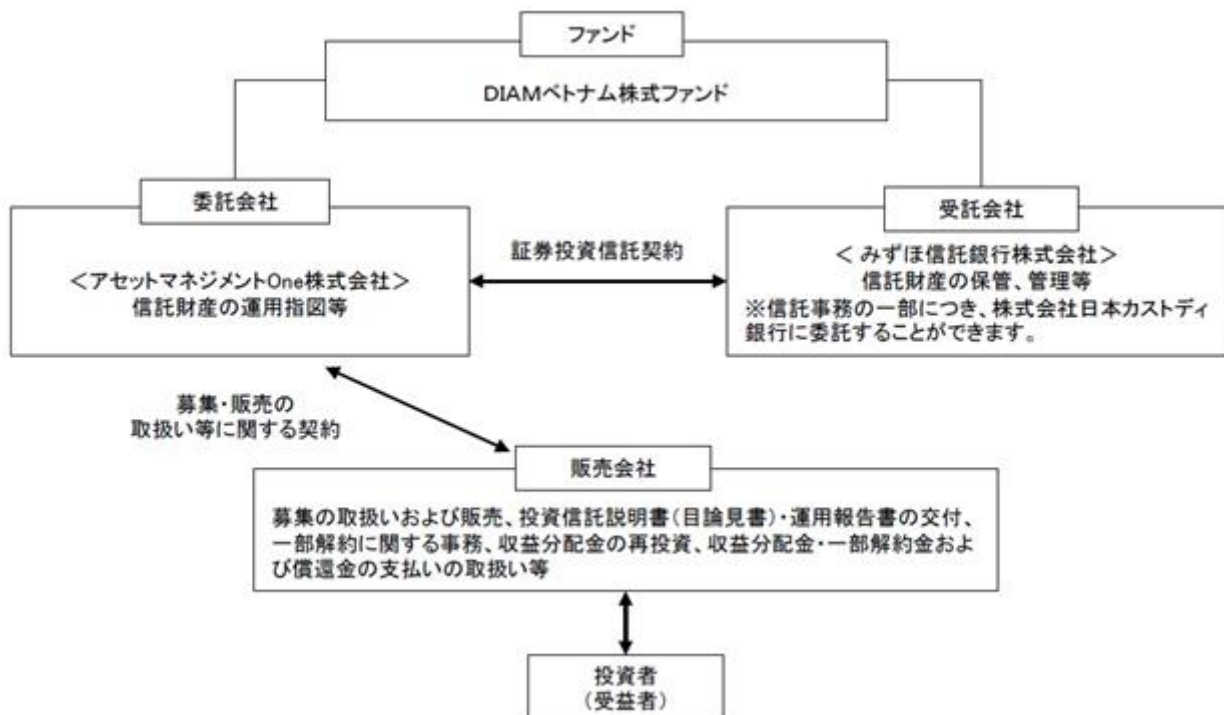 ファンド
DIAMベトナム株式ファンド
委託会社
<アセットマネジメントOne株式会社>
信託財産の運用指図等
証券投資信託契約
受託会社
< みずほ信託銀行株式会社>
信託財産の保管、管理等
※信託事務の一部につき、株式会社日本カストディ
銀行に委託することができます。
募集・販売の
取扱い等に関する契約
販売会社
募集の取扱いおよび販売、投資信託説明書(目論見書)・運用報告書の交付、
一部解約に関する事務、収益分配金の再投資、収益分配金・一部解約金およ
び償還金の支払いの取扱い等
投資者
(受益者)